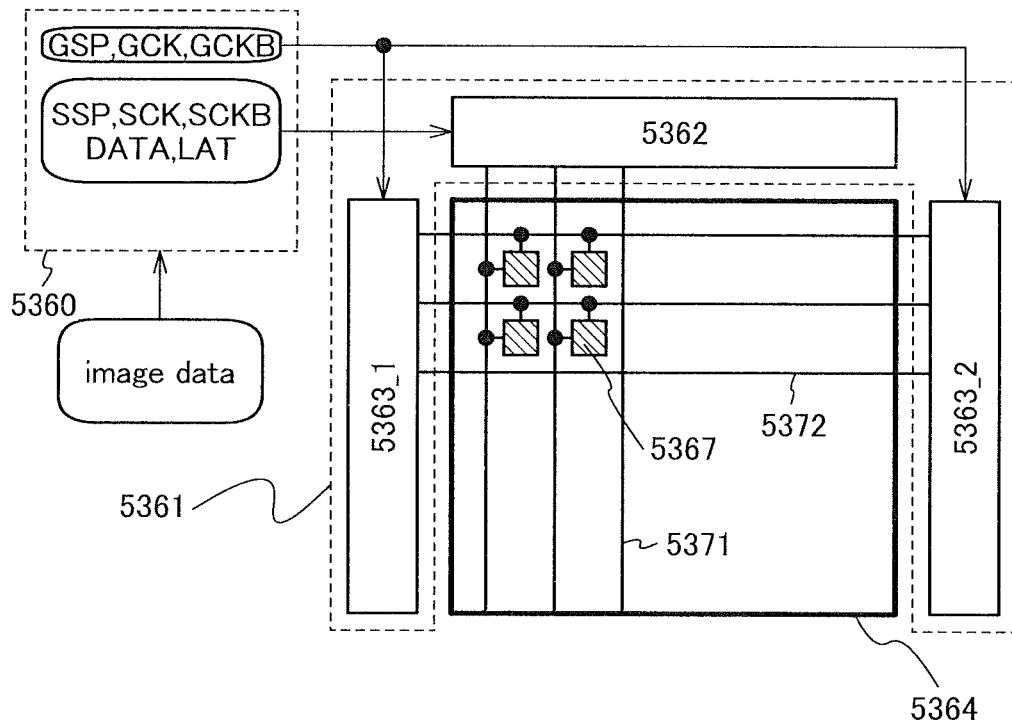 GSP,GCK,GCKB
SSP,SCK,SCKB
DATA,LAT
5362
5360
image data
5363_1
5363_2
5372
5367
5361
5371
5364